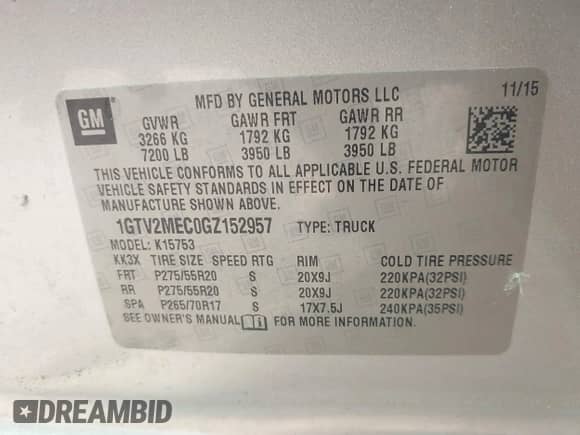 GM
MFD BY GENERAL MOTORS LLC 11/15
GVWR GAWR FRT GAWR RR
3266 KG 1792 KG 1792 KG
7200 LB 3950 LB 3950 LB
THIS VEHICLE CONFORMS TO ALL APPLICABLE U.S. FEDERAL MOTOR
VEHICLE SAFETY STANDARDS IN EFFECT ON THE DATE OF
MANUFACTURE SHOWN ABOVE.
1GTV2MEC0GZ152957 TYPE: TRUCK
MODEL: K15753
KK3X TIRE SIZE SPEED RTG RIM COLD TIRE PRESSURE
FRT P275/55R20 S 20X9J 220KPA(32PSI)
RR P275/55R20 S 20X9J 220KPA(32PSI)
SPA P265/70R17 S 17X7.5J 240KPA(35PSI)
SEE OWNER'S MANUAL FOR ADDITIONAL INFORMATION.
DREAMBID